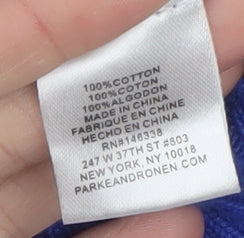 100%COTTON
100%COTON
100%ALGODON
MADE IN CHINA
FABRIQUE EN CHINE
HECHO EN CHINA
RN#146338
247 W 37TH ST #803
NEW YORK, NY 10018
PARKEANDRONEN.COM